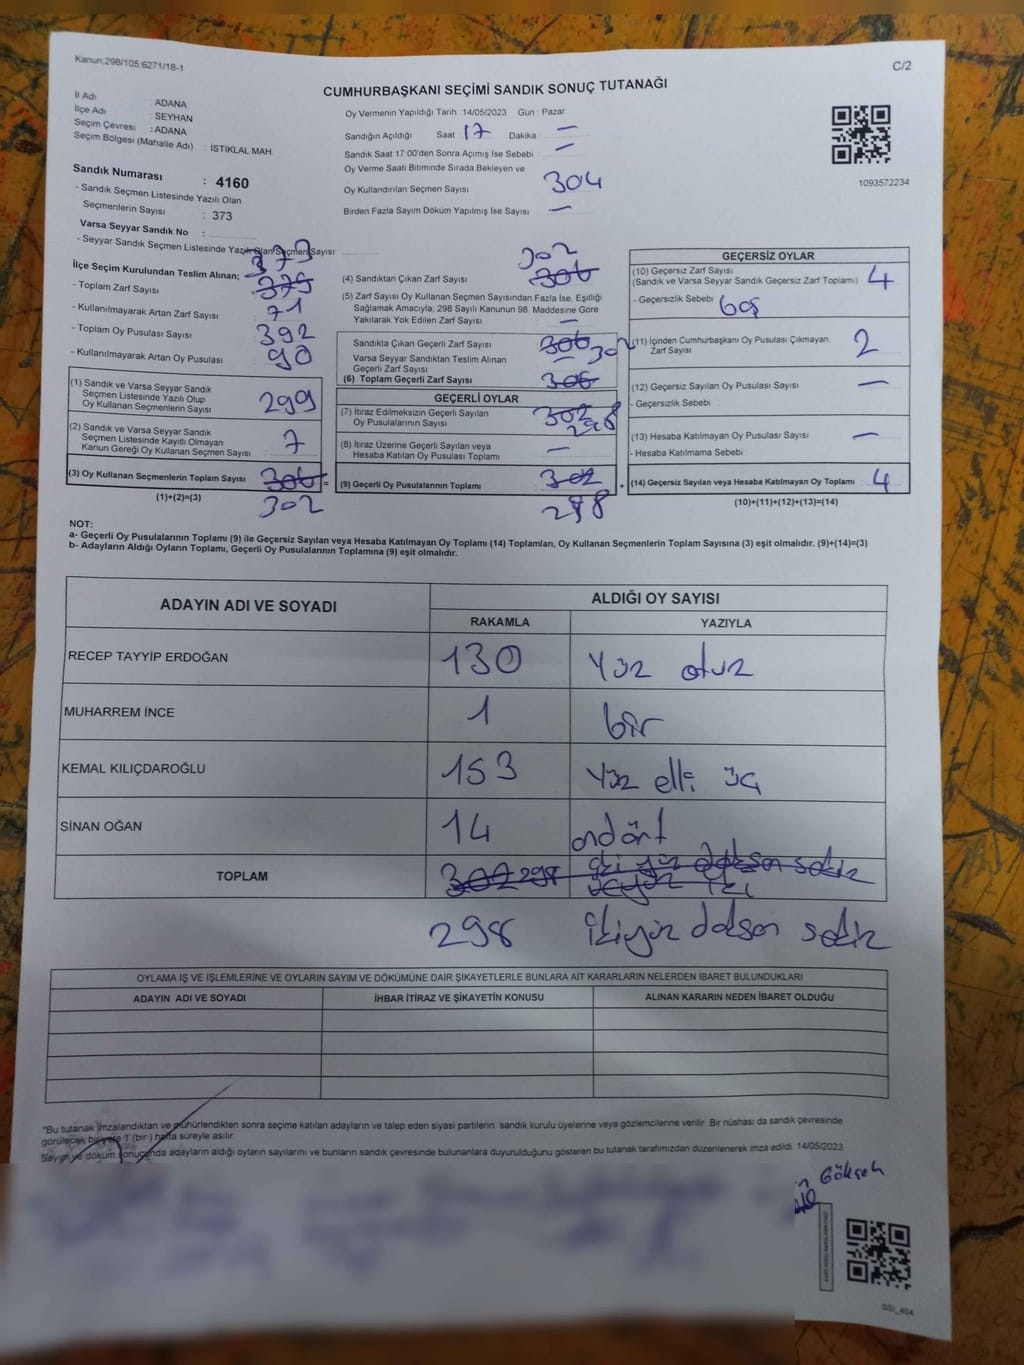 Kanun.298/105.6271/18-1
C/2
CUMHURBAŞKANI SEÇİMİ SANDIK SONUÇ TUTANAĞI
İl Adı : ADANA
İlçe Adı : SEYHAN
Seçim Çevresi : ADANA
Seçim Bölgesi (Mahalle Adı) : İSTİKLAL MAH.
Oy Vermenin Yapıldığı Tarih 14/05/2023 Gün : Pazar
Sandığın Açıldığı Saat 17 Dakika —
Sandık Saat 17:00'den Sonra Açımış İse Sebebi : —
Oy Verme Saati Bitiminde Sırada Bekleyen ve
Oy Kullandırılan Seçmen Sayısı 304
Birden Fazla Sayım Döküm Yapılmış İse Sayısı : —
1093572234
Sandık Numarası : 4160
- Sandık Seçmen Listesinde Yazılı Olan
Seçmenlerin Sayısı : 373
Varsa Seyyar Sandık No :
- Seyyar Sandık Seçmen Listesinde Yazılı Olan Seçmen Sayısı:
İlçe Seçim Kurulundan Teslim Alınan; 373
- Toplam Zarf Sayısı 375
- Kullanılmayarak Artan Zarf Sayısı 71
- Toplam Oy Pusulası Sayısı 392
- Kullanılmayarak Artan Oy Pusulası 90
(1) Sandık ve Varsa Seyyar Sandık
Seçmen Listesinde Yazılı Olup
Oy Kullanan Seçmenlerin Sayısı 299
(2) Sandık ve Varsa Seyyar Sandık
Seçmen Listesinde Kayıtlı Olmayan
Kanun Gereği Oy Kullanan Seçmen Sayısı : 7
(3) Oy Kullanan Seçmenlerin Toplam Sayısı 306 =
302
(1)+(2)=(3)
302
(4) Sandıktan Çıkan Zarf Sayısı 306
(5) Zarf Sayısı Oy Kullanan Seçmen Sayısından Fazla İse, Eşitliği
Sağlamak Amacıyla; 298 Sayılı Kanunun 98. Maddesine Göre
Yakılarak Yok Edilen Zarf Sayısı —
Sandıkta Çıkan Geçerli Zarf Sayısı 306 302
Varsa Seyyar Sandıktan Teslim Alınan
Geçerli Zarf Sayısı —
(6) Toplam Geçerli Zarf Sayısı 306
GEÇERLİ OYLAR
(7) İtiraz Edilmeksizin Geçerli Sayılan 302
Oy Pusulalarının Sayısı 298
(8) İtiraz Üzerine Geçerli Sayılan veya
Hesaba Katılan Oy Pusulası Toplamı —
(9) Geçerli Oy Pusulalarının Toplamı 302 +
298
GEÇERSİZ OYLAR
(10) Geçersiz Zarf Sayısı
(Sandık ve Varsa Seyyar Sandık Geçersiz Zarf Toplamı) 4
- Geçersizlik Sebebi boş
(11) İçinden Cumhurbaşkanı Oy Pusulası Çıkmayan
Zarf Sayısı 2
(12) Geçersiz Sayılan Oy Pusulası Sayısı —
- Geçersizlik Sebebi
(13) Hesaba Katılmayan Oy Pusulası Sayısı —
- Hesaba Katılmama Sebebi
(14) Geçersiz Sayılan veya Hesaba Katılmayan Oy Toplamı 4
(10)+(11)+(12)+(13)=(14)
NOT:
a- Geçerli Oy Pusulalarının Toplamı (9) ile Geçersiz Sayılan veya Hesaba Katılmayan Oy Toplamı (14) Toplamları, Oy Kullanan Seçmenlerin Toplam Sayısına (3) eşit olmalıdır. (9)+(14)=(3)
b- Adayların Aldığı Oyların Toplamı, Geçerli Oy Pusulalarının Toplamına (9) eşit olmalıdır.
ADAYIN ADI VE SOYADI
ALDIĞI OY SAYISI
RAKAMLA YAZIYLA
RECEP TAYYİP ERDOĞAN 130 Yüz otuz
MUHARREM İNCE 1 bir
KEMAL KILIÇDAROĞLU 153 Yüz elli üç
SİNAN OĞAN 14 ondört
TOPLAM 302 298 iki yüz doksan sekiz
298 ikiyüz doksan sekiz
OYLAMA İŞ VE İŞLEMLERİNE VE OYLARIN SAYIM VE DÖKÜMÜNE DAİR ŞİKAYETLERLE BUNLARA AİT KARARLARIN NELERDEN İBARET BULUNDUKLARI
ADAYIN ADI VE SOYADI İHBAR İTİRAZ VE ŞİKAYETİN KONUSU ALINAN KARARIN NEDEN İBARET OLDUĞU
*Bu tutanak imzalandıktan ve mühürlendikten sonra seçime katılan adayların ve talep eden siyasi partilerin sandık kurulu üyelerine veya gözlemcilerine verilir. Bir nüshası da sandık çevresinde
görülecek bir yere 1 (bir) hafta süreyle asılır.
Sayım ve döküm sonucunda adayların aldığı oyların sayılarını ve bunların sandık çevresinde bulunanlara duyurulduğunu gösteren bu tutanak tarafımızdan düzenlenerek imza edildi. 14/05/2023
Gökçek